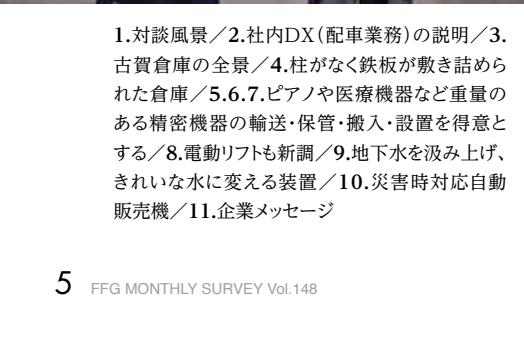 1.対談風景／2.社内DX（配車業務）の説明／3.
古賀倉庫の全景／4.柱がなく鉄板が敷き詰めら
れた倉庫／5.6.7.ピアノや医療機器など重量の
ある精密機器の輸送・保管・搬入・設置を得意と
する／8.電動リフトも新調／9.地下水を汲み上げ、
きれいな水に変える装置／10.災害時対応自動
販売機／11.企業メッセージ
5 FFG MONTHLY SURVEY Vol.148